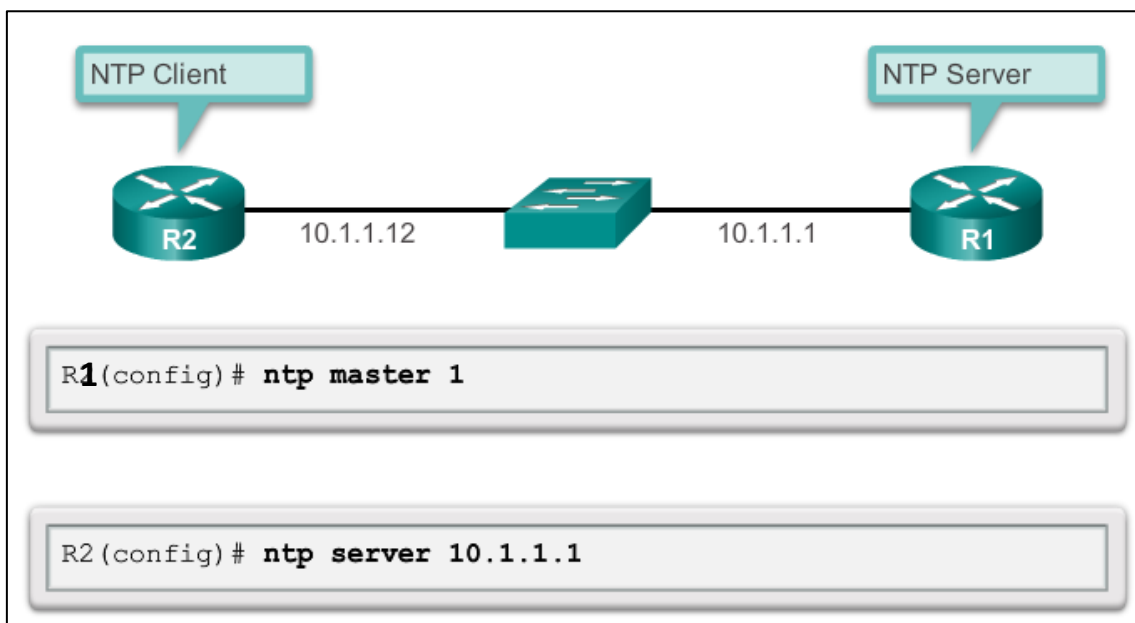 NTP Client
NTP Server
R2
10.1.1.12
10.1.1.1
R1
R1(config)# ntp master 1
R2(config)# ntp server 10.1.1.1